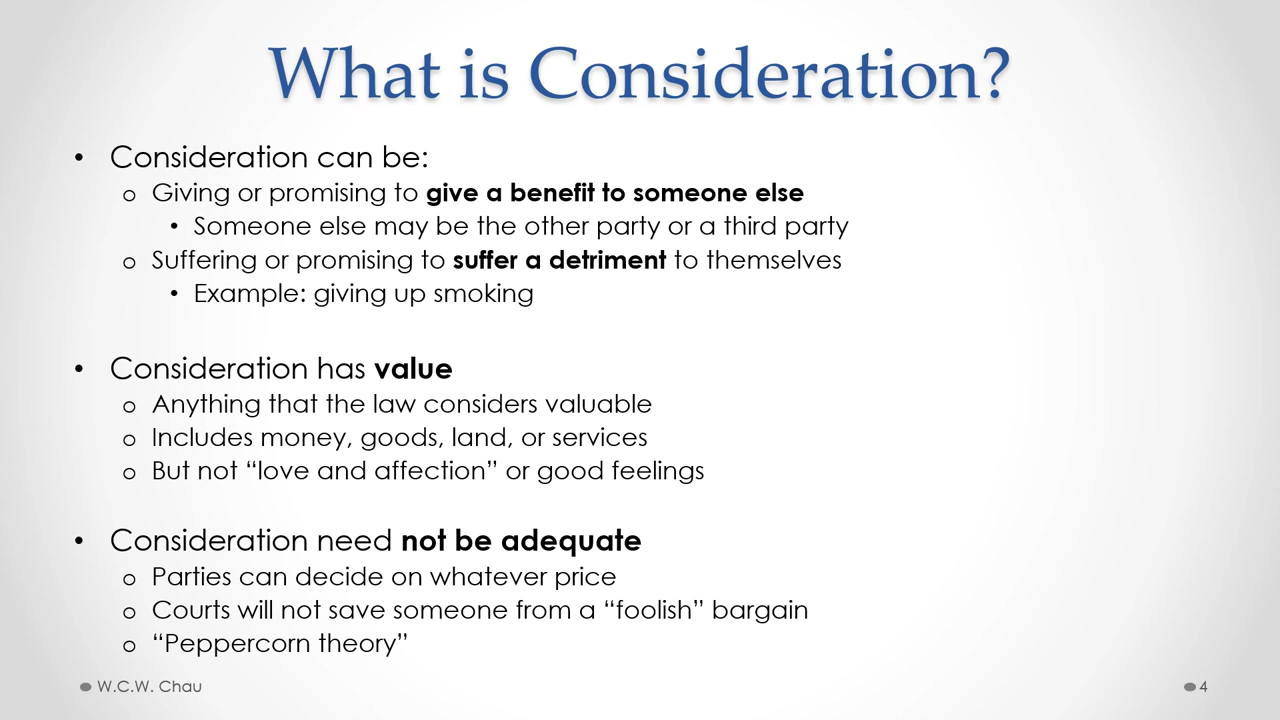 What is Consideration?
• Consideration can be:
o Giving or promising to give a benefit to someone else
• Someone else may be the other party or a third party
o Suffering or promising to suffer a detriment to themselves
• Example: giving up smoking
• Consideration has value
o Anything that the law considers valuable
o Includes money, goods, land, or services
o But not “love and affection” or good feelings
• Consideration need not be adequate
o Parties can decide on whatever price
o Courts will not save someone from a “foolish” bargain
o “Peppercorn theory”
W.C.W. Chau
4